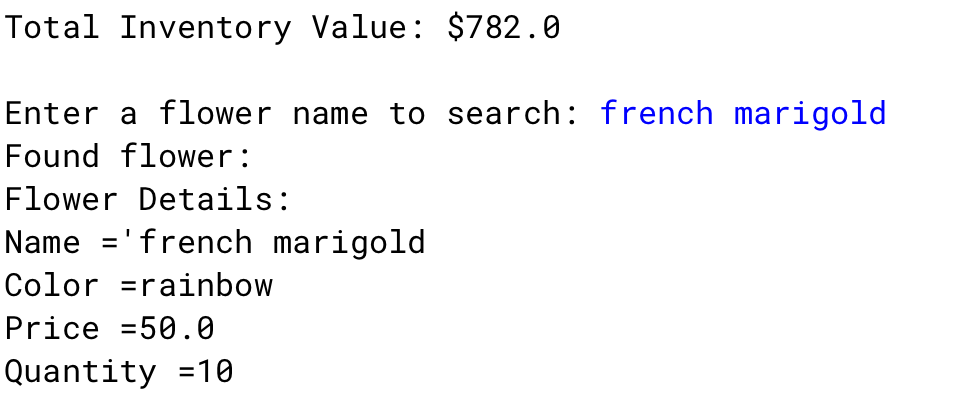 Total Inventory Value: $782.0
Enter a flower name to search: french marigold
Found flower:
Flower Details:
Name ='french marigold
Color =rainbow
Price =50.0
Quantity =10